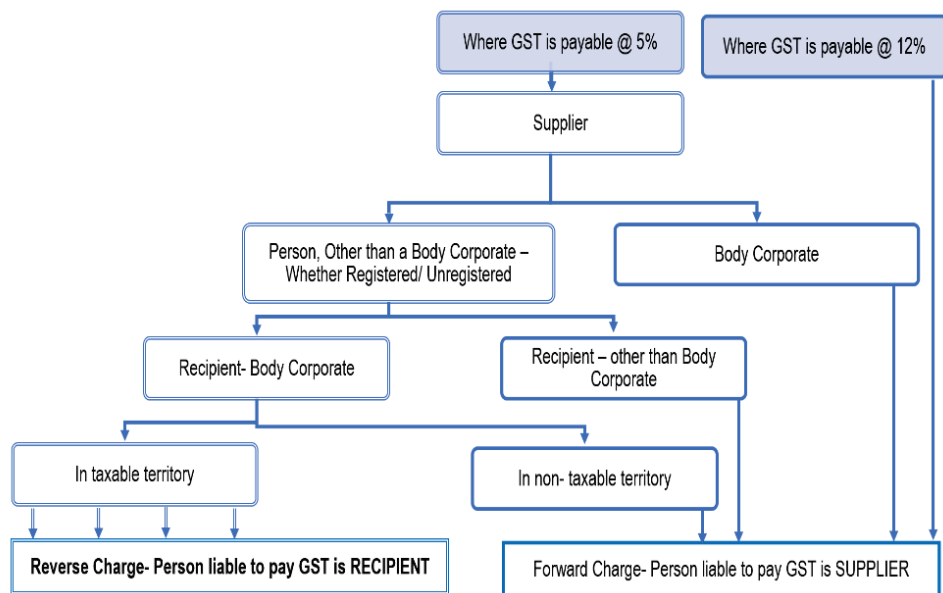 Where GST is payable @ 5%
Where GST is payable @ 12%
Supplier
Person, Other than a Body Corporate –
Whether Registered/ Unregistered
Body Corporate
Recipient- Body Corporate
Recipient – other than Body
Corporate
In taxable territory
In non- taxable territory
Reverse Charge- Person liable to pay GST is RECIPIENT
Forward Charge- Person liable to pay GST is SUPPLIER